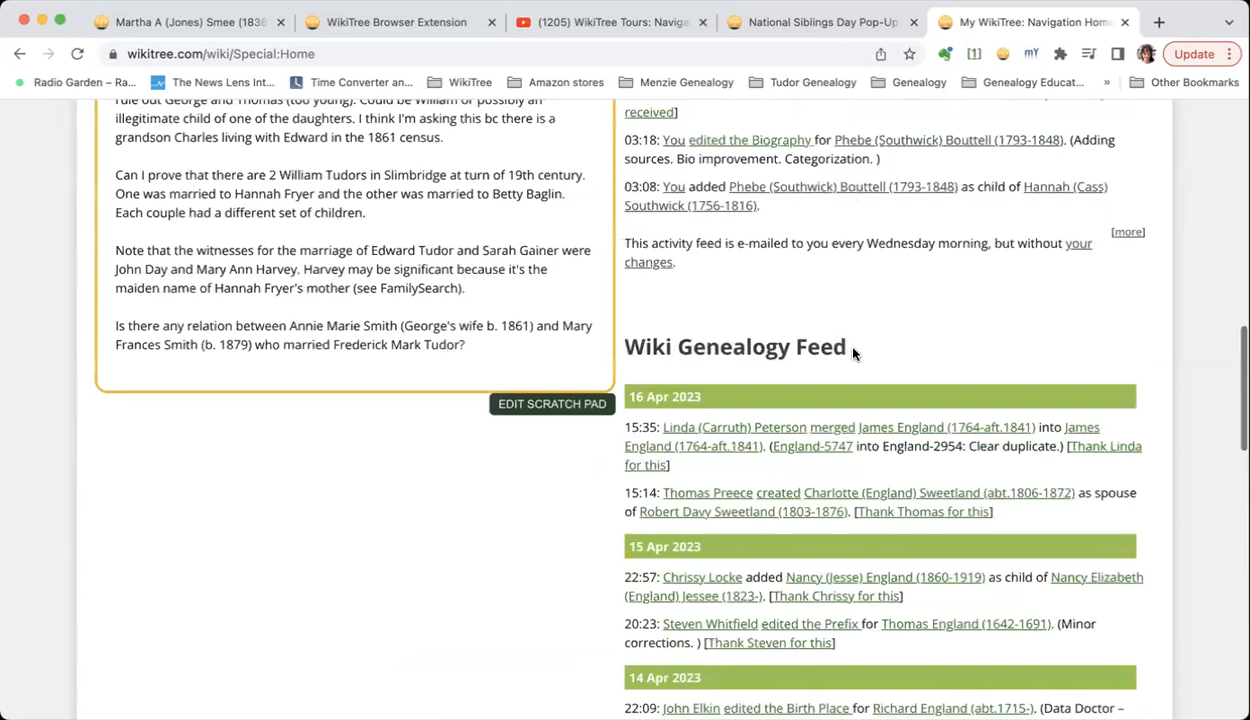 Martha A (Jones) Smee (1838
WikiTree Browser Extension
(1205) WikiTree Tours: Naviga
National Siblings Day Pop-Up
My WikiTree: Navigation Hom
wikitree.com/wiki/Special:Home
Update
Radio Garden – Ra...
The News Lens Int...
Time Converter an...
WikiTree
Amazon stores
Menzie Genealogy
Tudor Genealogy
Genealogy
Genealogy Educat...
»
Other Bookmarks
rule out George and Thomas (too young). Could be William or possibly an
illegitimate child of one of the daughters. I think I'm asking this bc there is a
grandson Charles living with Edward in the 1861 census.
Can I prove that there are 2 William Tudors in Slimbridge at turn of 19th century.
One was married to Hannah Fryer and the other was married to Betty Baglin.
Each couple had a different set of children.
Note that the witnesses for the marriage of Edward Tudor and Sarah Gainer were
John Day and Mary Ann Harvey. Harvey may be significant because it's the
maiden name of Hannah Fryer's mother (see FamilySearch).
Is there any relation between Annie Marie Smith (George's wife b. 1861) and Mary
Frances Smith (b. 1879) who married Frederick Mark Tudor?
EDIT SCRATCH PAD
received]
03:18: You edited the Biography for Phebe (Southwick) Bouttell (1793-1848). (Adding
sources. Bio improvement. Categorization. )
03:08: You added Phebe (Southwick) Bouttell (1793-1848) as child of Hannah (Cass)
Southwick (1756-1816).
[more]
This activity feed is e-mailed to you every Wednesday morning, but without your
changes.
Wiki Genealogy Feed
16 Apr 2023
15:35: Linda (Carruth) Peterson merged James England (1764-aft.1841) into James
England (1764-aft.1841). (England-5747 into England-2954: Clear duplicate.) [Thank Linda
for this]
15:14: Thomas Preece created Charlotte (England) Sweetland (abt.1806-1872) as spouse
of Robert Davy Sweetland (1803-1876). [Thank Thomas for this]
15 Apr 2023
22:57: Chrissy Locke added Nancy (Jesse) England (1860-1919) as child of Nancy Elizabeth
(England) Jessee (1823-). [Thank Chrissy for this]
20:23: Steven Whitfield edited the Prefix for Thomas England (1642-1691). (Minor
corrections. ) [Thank Steven for this]
14 Apr 2023
22:09: John Elkin edited the Birth Place for Richard England (abt.1715-). (Data Doctor –